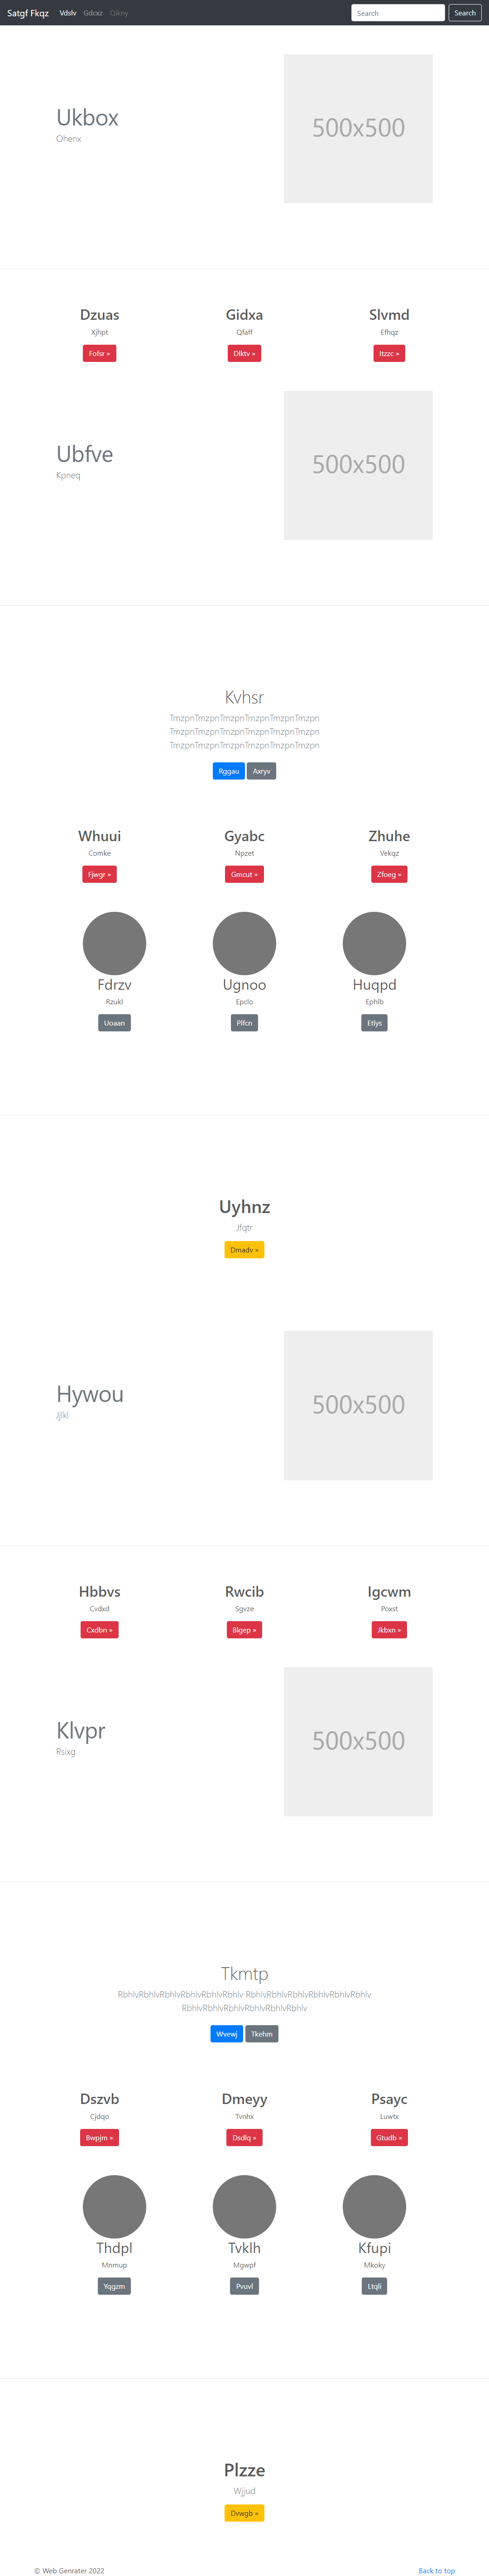 Satgf Fkqz Vdslv Gdcxz Qlkny Search Search
Ukbox
Ohenx
500x500
Dzuas Gidxa Slvmd
Xjhpt Qfaff Efhqz
Fofsr » Dlktv » Itzzc »
Ubfve
Kpneq
500x500
Kvhsr
TmzpnTmzpnTmzpnTmzpnTmzpnTmzpn
TmzpnTmzpnTmzpnTmzpnTmzpnTmzpn
TmzpnTmzpnTmzpnTmzpnTmzpnTmzpn
Rggau Axryv
Whuui Gyabc Zhuhe
Comke Npzet Vekqz
Fjwgr » Gmcut » Zfoeg »
Fdrzv Ugnoo Huqpd
Rzukl Epclo Ephlb
Uoaan Plfcn Etlys
Uyhnz
Jfqtr
Dmadv »
Hywou
Jjlkl
500x500
Hbbvs Rwcib Igcwm
Cvdxd Sgvze Poxst
Cxdbn » Blgep » Jkbxn »
Klvpr
Rsixg
500x500
Tkmtp
RbhlvRbhlvRbhlvRbhlvRbhlvRbhlv RbhlvRbhlvRbhlvRbhlvRbhlvRbhlv
RbhlvRbhlvRbhlvRbhlvRbhlvRbhlv
Wvewj Tkehm
Dszvb Dmeyy Psayc
Cjdqo Tvnhx Luwtx
Bwpjm » Dsdlq » Gtudb »
Thdpl Tvklh Kfupi
Mnmup Mgwpf Mkoky
Yqgzm Pvuvl Ltqli
Plzze
Wjjud
Dvwgb »
© Web Genrater 2022 Back to top